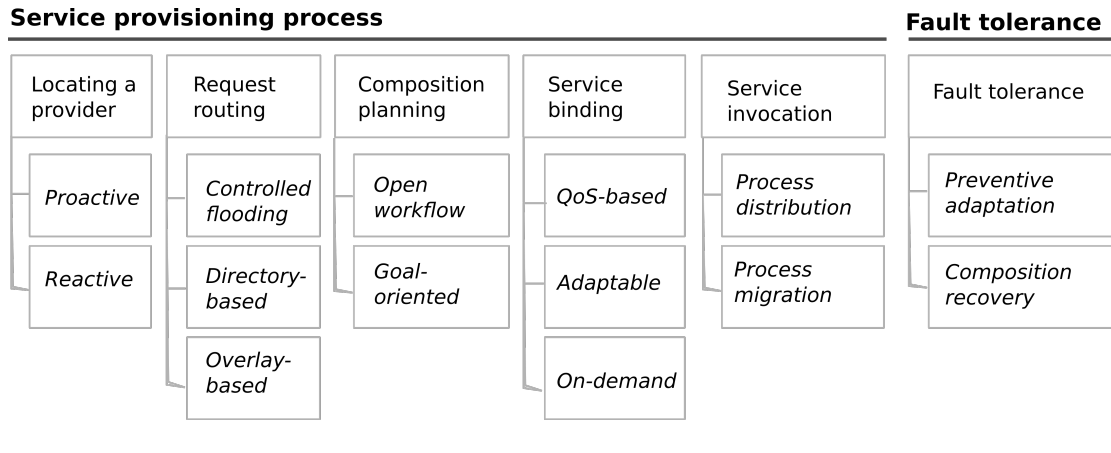 Service provisioning process
Locating a
provider
Proactive
Reactive
Request
routing
Controlled
flooding
Directory-
based
Overlay-
based
Composition
planning
Open
workflow
Goal-
oriented
Service
binding
QoS-based
Adaptable
On-demand
Service
invocation
Process
distribution
Process
migration
Fault tolerance
Fault tolerance
Preventive
adaptation
Composition
recovery